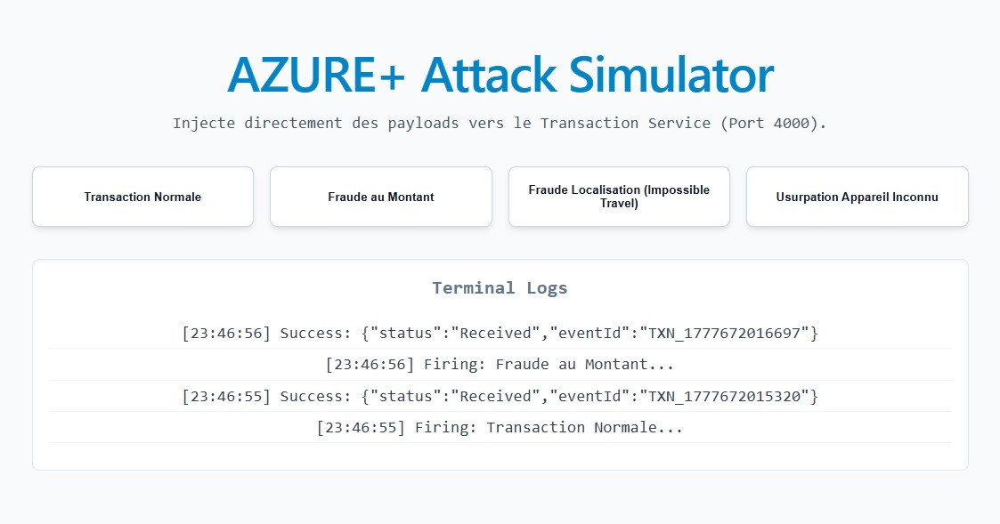 AZURE+ Attack Simulator
Injecte directement des payloads vers le Transaction Service (Port 4000).
Transaction Normale
Fraude au Montant
Fraude Localisation (Impossible
Travel)
Usurpation Appareil Inconnu
Terminal Logs
[23:46:56] Success: {"status":"Received","eventId":"TXN_1777672016697"}
[23:46:56] Firing: Fraude au Montant...
[23:46:55] Success: {"status":"Received","eventId":"TXN_1777672015320"}
[23:46:55] Firing: Transaction Normale...